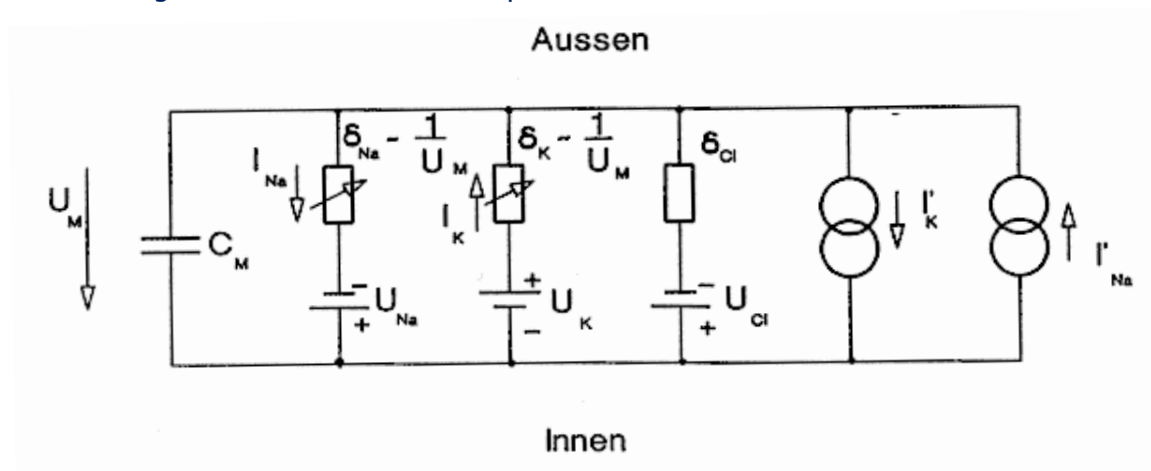 Aussen
U_M
C_M
I_Na
δ_Na ~ 1/U_M
- U_Na +
I_K
δ_K ~ 1/U_M
+ U_K -
δ_Cl
- U_Cl +
I'_K
I'_Na
Innen